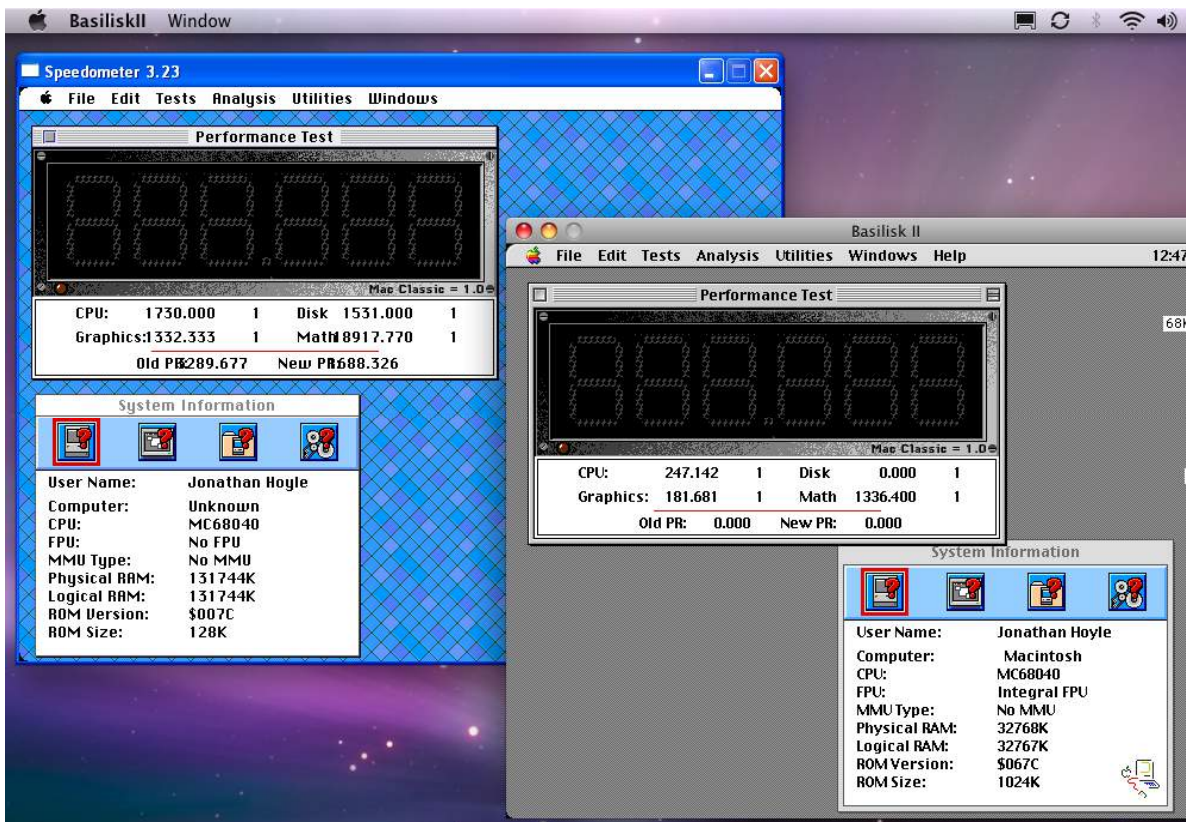 BasiliskII Window
Speedometer 3.23
File Edit Tests Analysis Utilities Windows
Performance Test
Mac Classic = 1.0
CPU: 1730.000 1 Disk 1531.000 1
Graphics:1332.333 1 Math18917.770 1
Old PR:289.677 New PR:688.326
System Information
User Name: Jonathan Hoyle
Computer: Unknown
CPU: MC68040
FPU: No FPU
MMU Type: No MMU
Physical RAM: 131744K
Logical RAM: 131744K
ROM Version: $007C
ROM Size: 128K
Basilisk II
File Edit Tests Analysis Utilities Windows Help 12:47
68K
Performance Test
Mac Classic = 1.0
CPU: 247.142 1 Disk 0.000 1
Graphics: 181.681 1 Math 1336.400 1
Old PR: 0.000 New PR: 0.000
System Information
User Name: Jonathan Hoyle
Computer: Macintosh
CPU: MC68040
FPU: Integral FPU
MMU Type: No MMU
Physical RAM: 32768K
Logical RAM: 32767K
ROM Version: $067C
ROM Size: 1024K